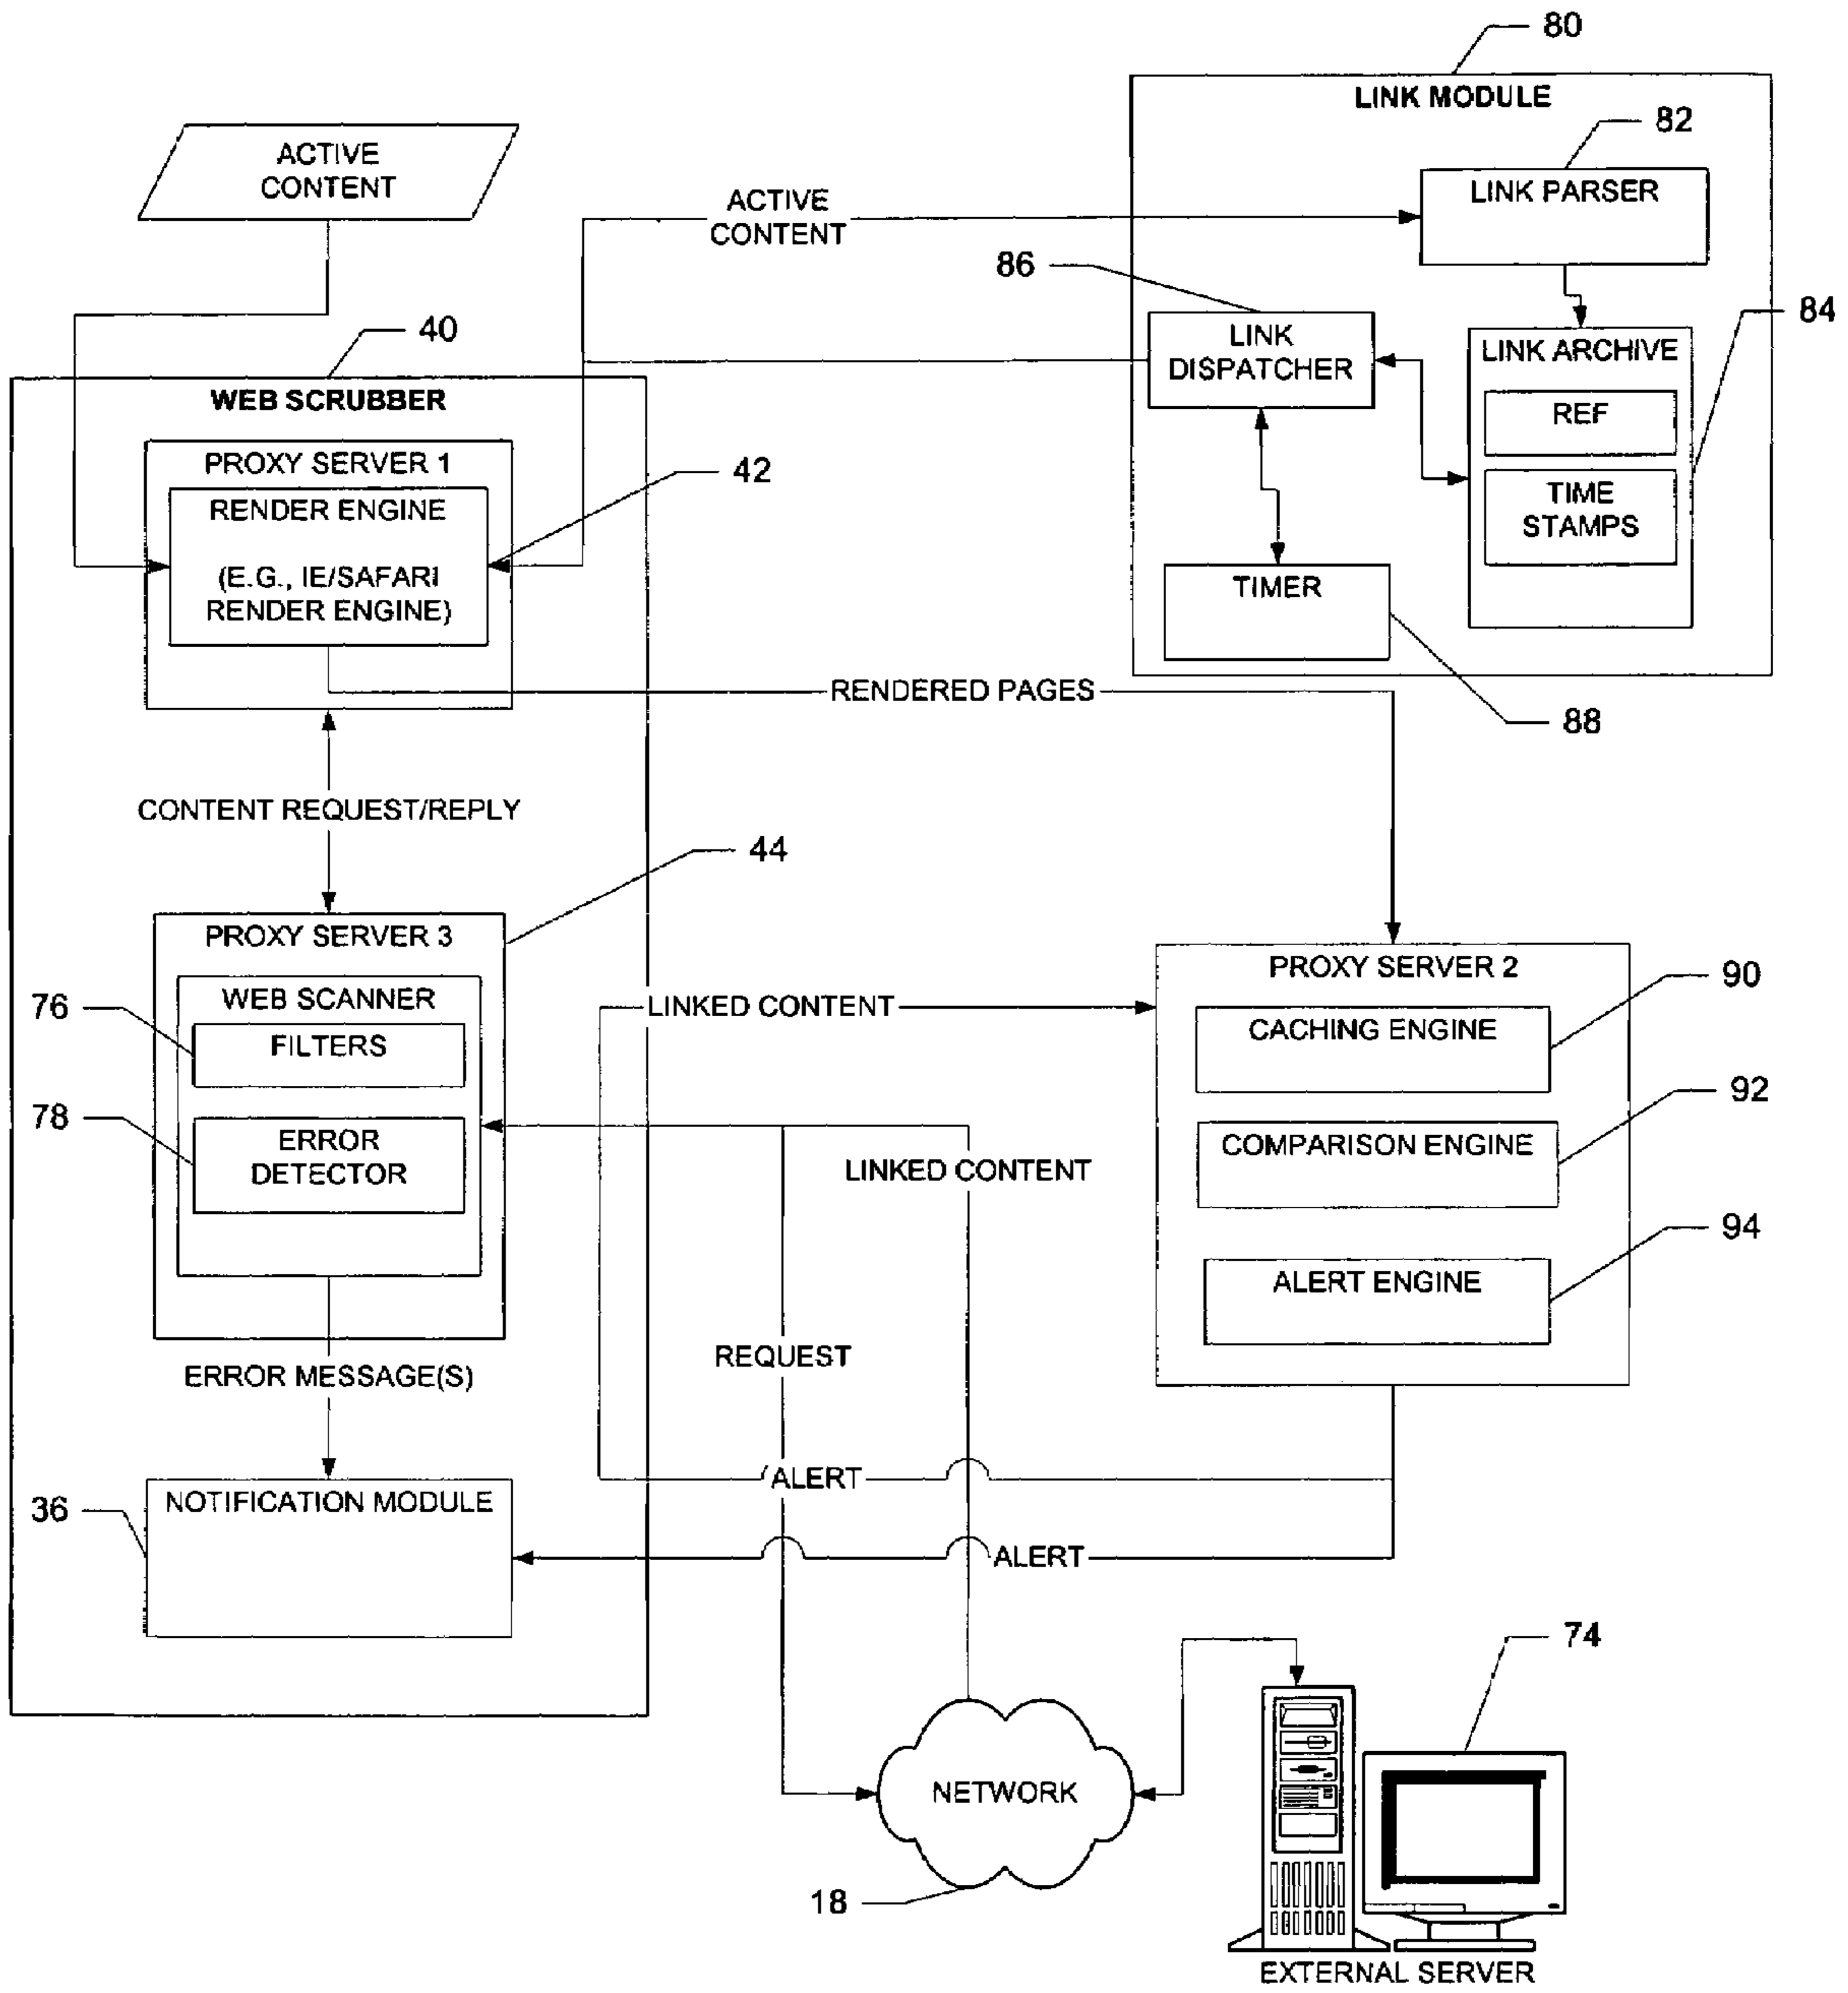 80
LINK MODULE
82
LINK PARSER
ACTIVE
CONTENT
ACTIVE
CONTENT
86
LINK
DISPATCHER
84
LINK ARCHIVE
REF
TIME
STAMPS
TIMER
88
40
WEB SCRUBBER
PROXY SERVER 1
42
RENDER ENGINE
(E.G., IE/SAFARI
RENDER ENGINE)
RENDERED PAGES
CONTENT REQUEST/REPLY
44
PROXY SERVER 3
WEB SCANNER
76
FILTERS
78
ERROR
DETECTOR
LINKED CONTENT
PROXY SERVER 2
90
CACHING ENGINE
92
COMPARISON ENGINE
94
ALERT ENGINE
LINKED CONTENT
REQUEST
ERROR MESSAGE(S)
ALERT
36
NOTIFICATION MODULE
ALERT
74
NETWORK
18
EXTERNAL SERVER